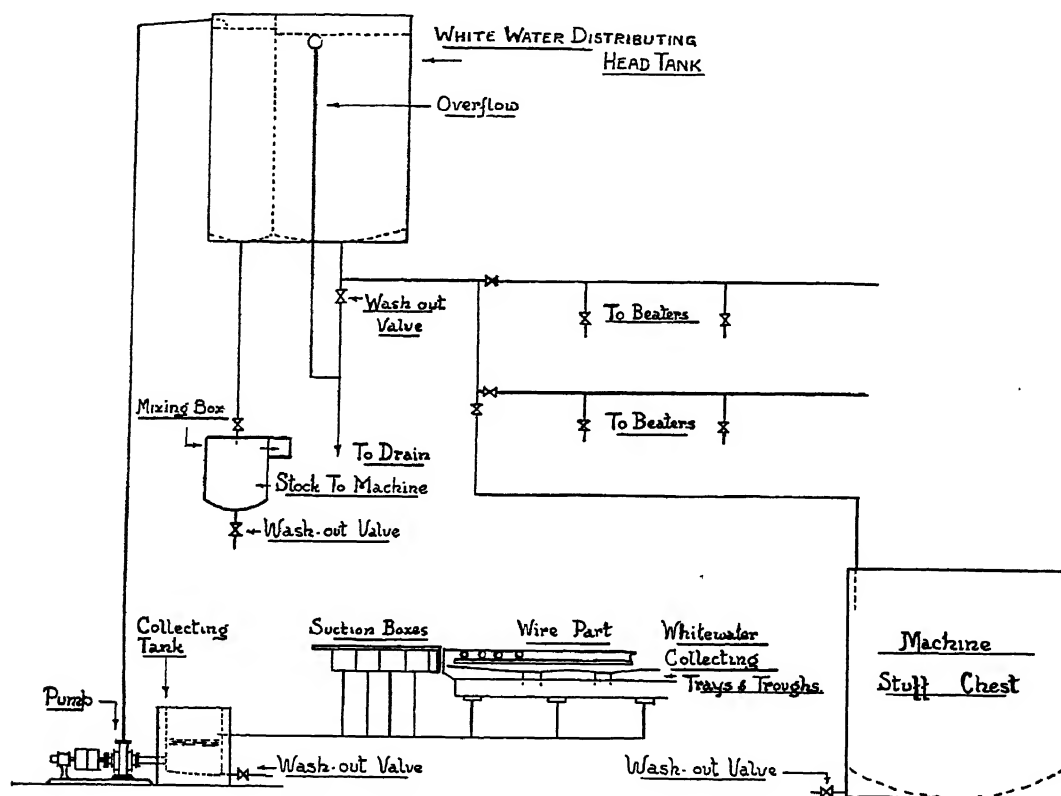 White Water Distributing
Head Tank
Overflow
Wash out
Valve
To Beaters
Mixing Box
To Beaters
To Drain
Stock To Machine
Wash-out Valve
Collecting
Tank
Suction Boxes
Wire Part
Whitewater
Collecting
Trays & Troughs.
Machine
Stuff Chest
Pump
Wash-out Valve
Wash-out Valve